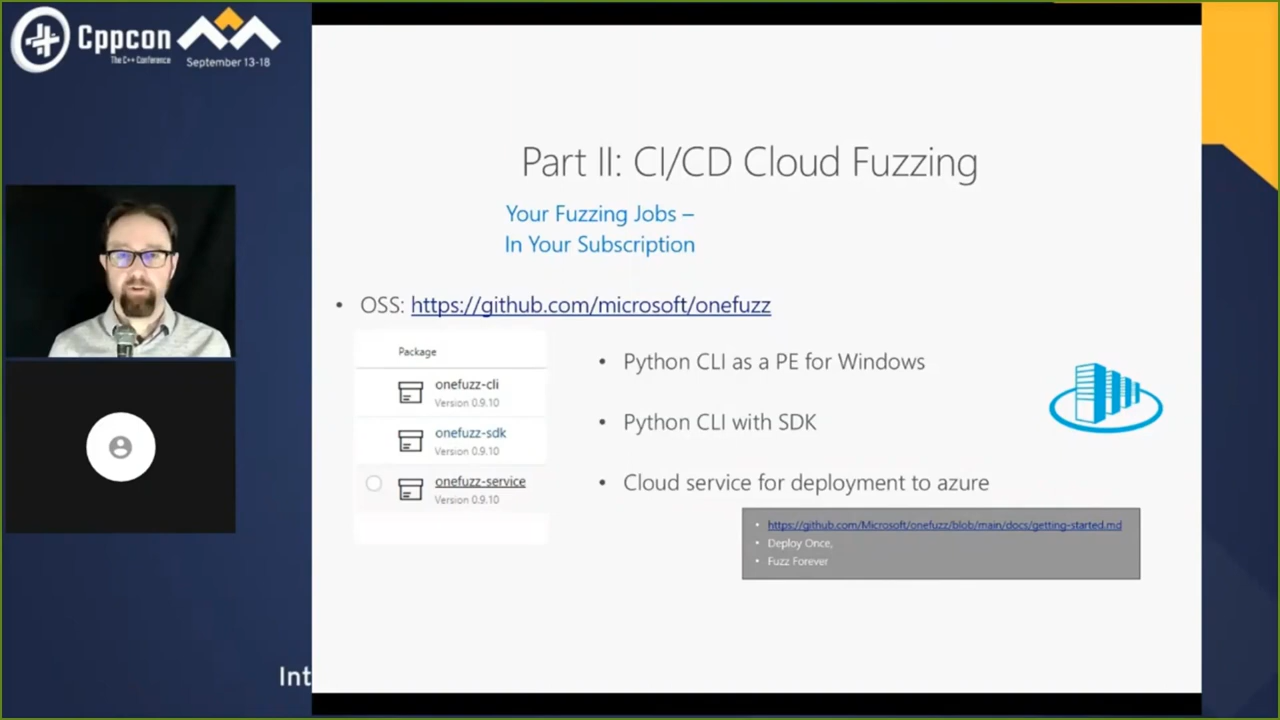 Cppcon
The C++ Conference
September 13-18
Part II: CI/CD Cloud Fuzzing
Your Fuzzing Jobs –
In Your Subscription
• OSS: https://github.com/microsoft/onefuzz
Package
onefuzz-cli
Version 0.9.10
onefuzz-sdk
Version 0.9.10
onefuzz-service
Version 0.9.10
• Python CLI as a PE for Windows
• Python CLI with SDK
• Cloud service for deployment to azure
• https://github.com/Microsoft/onefuzz/blob/main/docs/getting-started.md
• Deploy Once,
• Fuzz Forever
Int